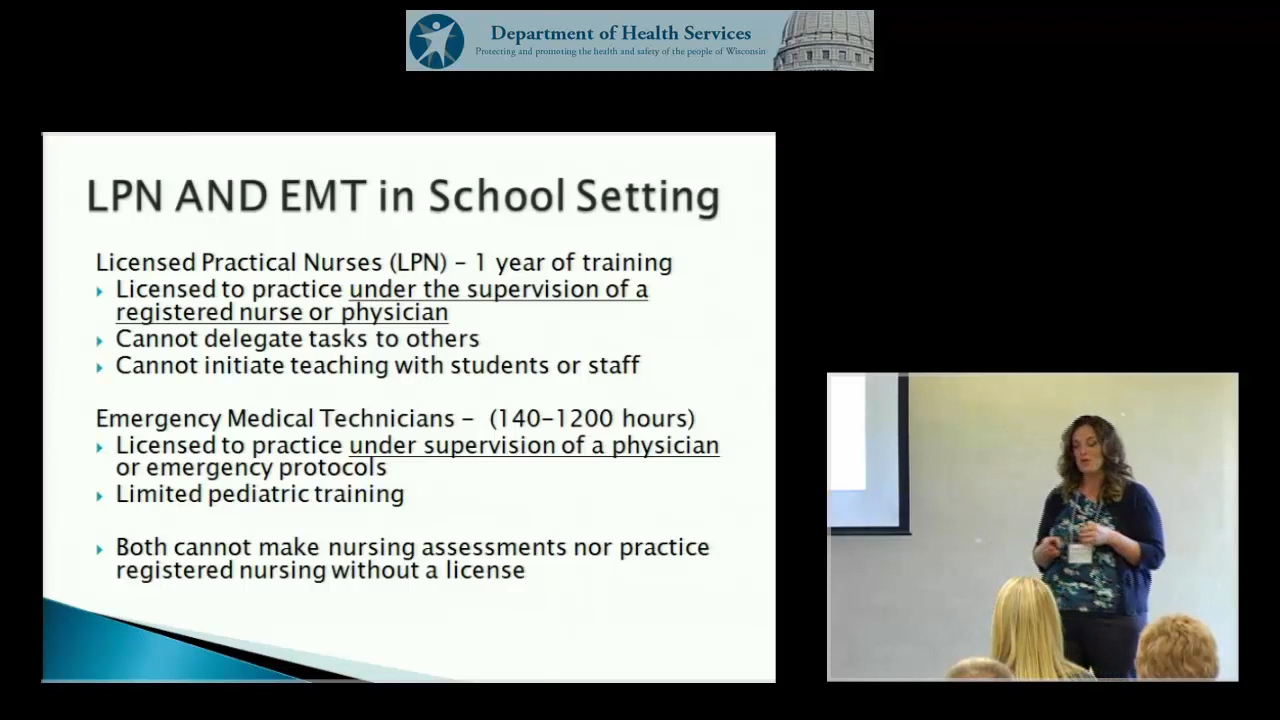 Department of Health Services
Protecting and promoting the health and safety of the people of Wisconsin
LPN AND EMT in School Setting
Licensed Practical Nurses (LPN) – 1 year of training
Licensed to practice under the supervision of a
registered nurse or physician
Cannot delegate tasks to others
Cannot initiate teaching with students or staff
Emergency Medical Technicians – (140-1200 hours)
Licensed to practice under supervision of a physician
or emergency protocols
Limited pediatric training
Both cannot make nursing assessments nor practice
registered nursing without a license